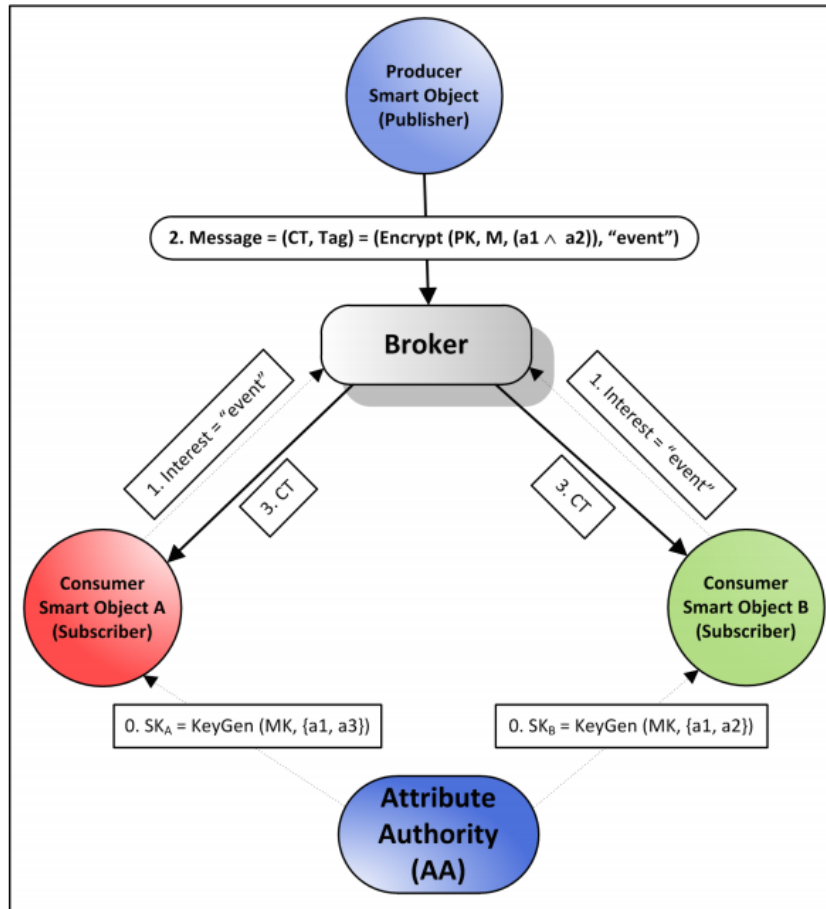 Producer
Smart Object
(Publisher)
2. Message = (CT, Tag) = (Encrypt (PK, M, (a1 ∧ a2)), “event”)
Broker
1. Interest = “event”
1. Interest = “event”
3. CT
3. CT
Consumer
Smart Object A
(Subscriber)
Consumer
Smart Object B
(Subscriber)
0. SKA = KeyGen (MK, {a1, a3})
0. SKB = KeyGen (MK, {a1, a2})
Attribute
Authority
(AA)